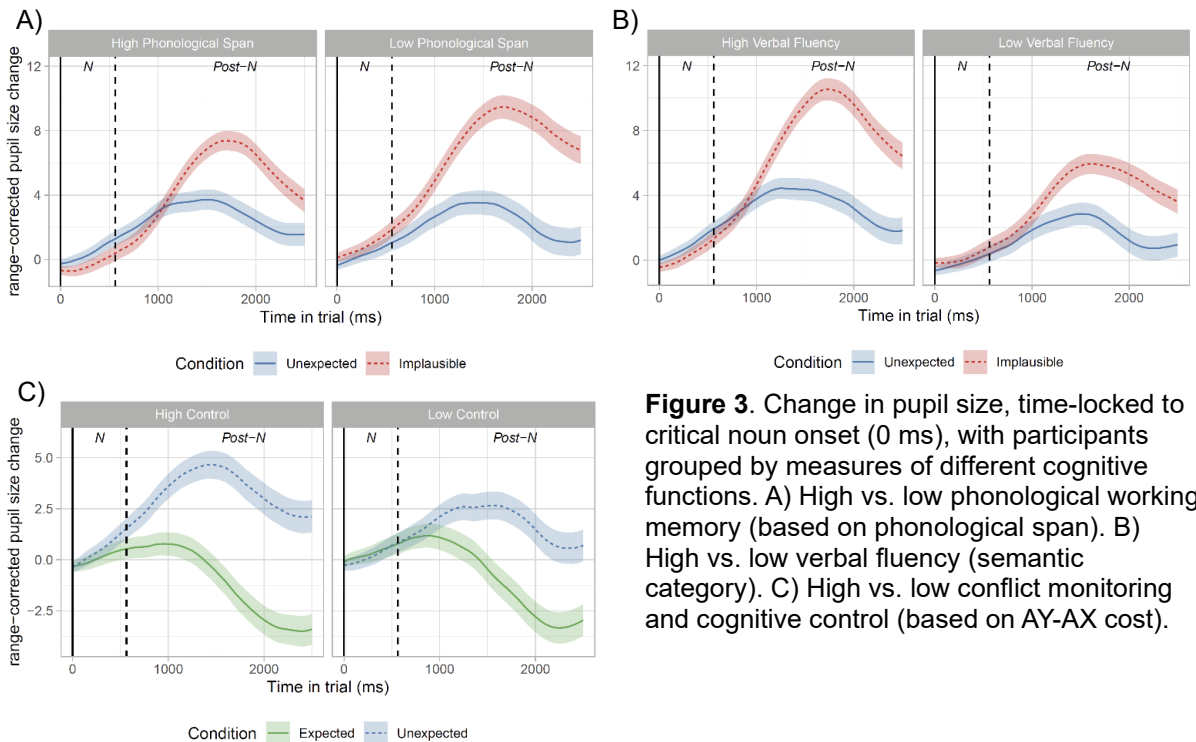 A)
High Phonological Span
Low Phonological Span
N
Post−N
N
Post−N
12
8
4
0
range−corrected pupil size change
0
1000
2000
0
1000
2000
Time in trial (ms)
Condition
Unexpected
Implausible
B)
High Verbal Fluency
Low Verbal Fluency
N
Post−N
N
Post−N
12
8
4
0
0
1000
2000
0
1000
2000
Time in trial (ms)
Condition
Unexpected
Implausible
C)
High Control
Low Control
N
Post−N
N
Post−N
5.0
2.5
0.0
−2.5
range−corrected pupil size change
0
1000
2000
0
1000
2000
Time in trial (ms)
Condition
Expected
Unexpected
Figure 3. Change in pupil size, time-locked to
critical noun onset (0 ms), with participants
grouped by measures of different cognitive
functions. A) High vs. low phonological working
memory (based on phonological span). B)
High vs. low verbal fluency (semantic
category). C) High vs. low conflict monitoring
and cognitive control (based on AY-AX cost).